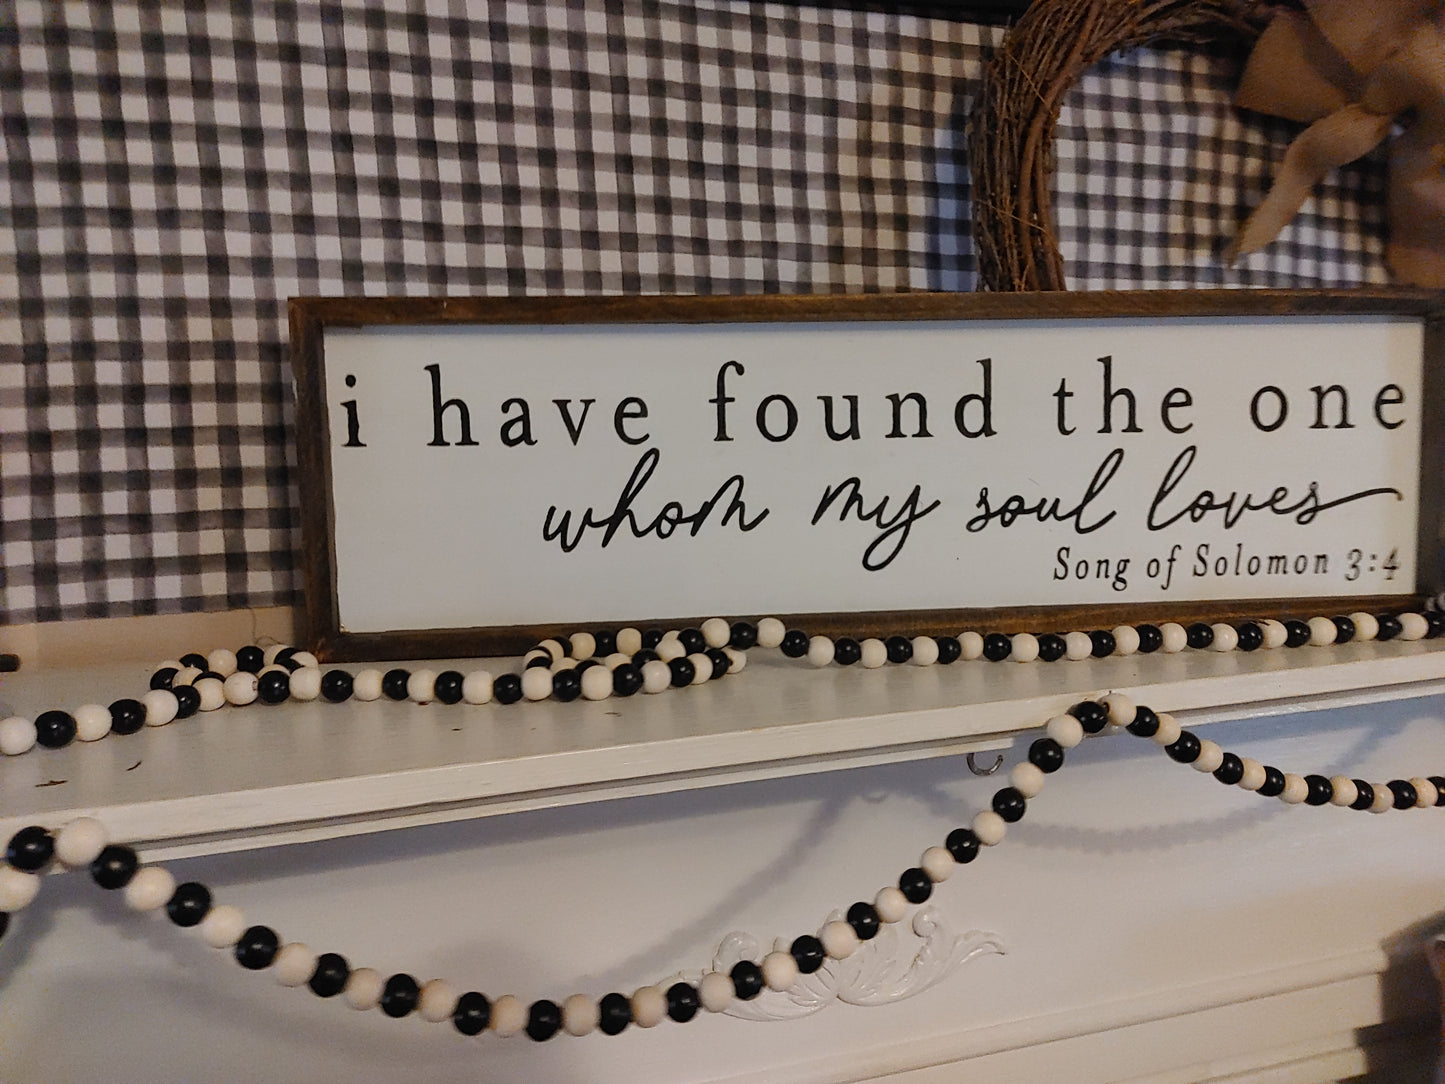 i have found the one
whom my soul loves
Song of Solomon 3:4